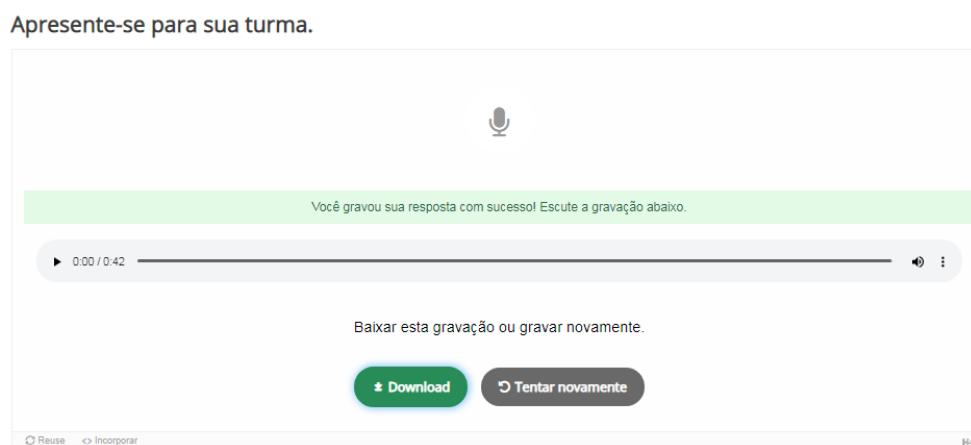 Apresente-se para sua turma.
Você gravou sua resposta com sucesso! Escute a gravação abaixo.
0:00 / 0:42
Baixar esta gravação ou gravar novamente.
Download Tentar novamente
Reuse <> Incorporar